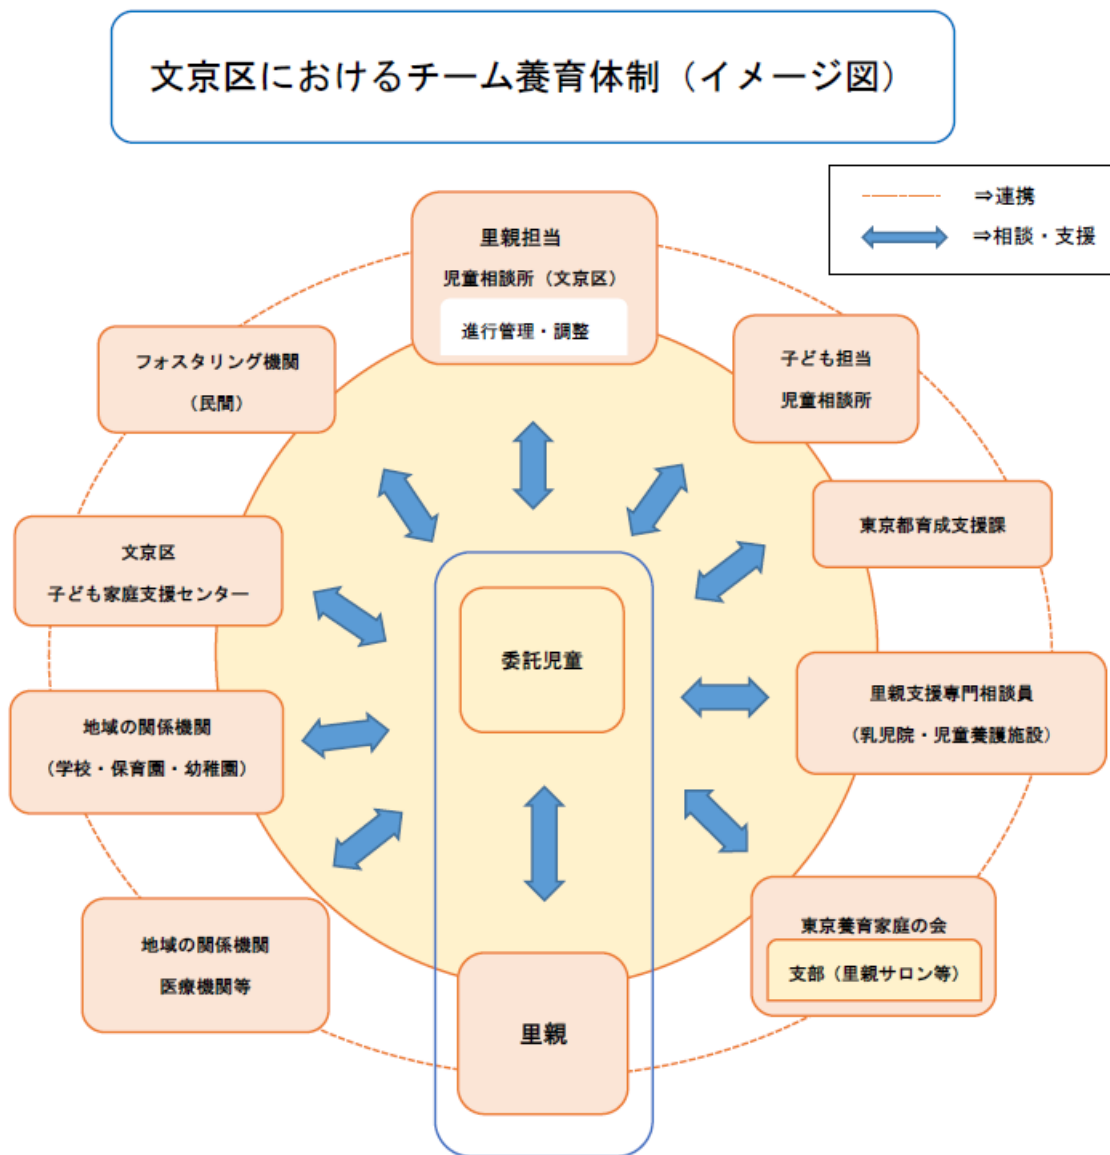 文京区におけるチーム養育体制（イメージ図）
⇒連携
⇒相談・支援
里親担当
児童相談所（文京区）
進行管理・調整
フォスタリング機関
（民間）
子ども担当
児童相談所
東京都育成支援課
文京区
子ども家庭支援センター
委託児童
里親支援専門相談員
（乳児院・児童養護施設）
地域の関係機関
（学校・保育園・幼稚園）
東京養育家庭の会
支部（里親サロン等）
地域の関係機関
医療機関等
里親